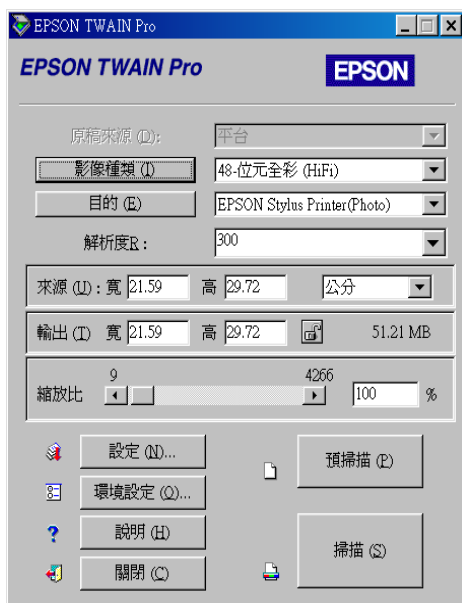 EPSON TWAIN Pro
EPSON TWAIN Pro EPSON
原稿來源 (D): 平台
影像種類 (I) 48-位元全彩 (HiFi)
目的 (E) EPSON Stylus Printer(Photo)
解析度R : 300
來源 (U) : 寬 21.59 高 29.72 公分
輸出 (T) 寬 21.59 高 29.72 51.21 MB
9 4266
縮放比 100 %
設定 (N)...
預掃描 (P)
環境設定 (O)...
說明 (H)
掃描 (S)
關閉 (C)